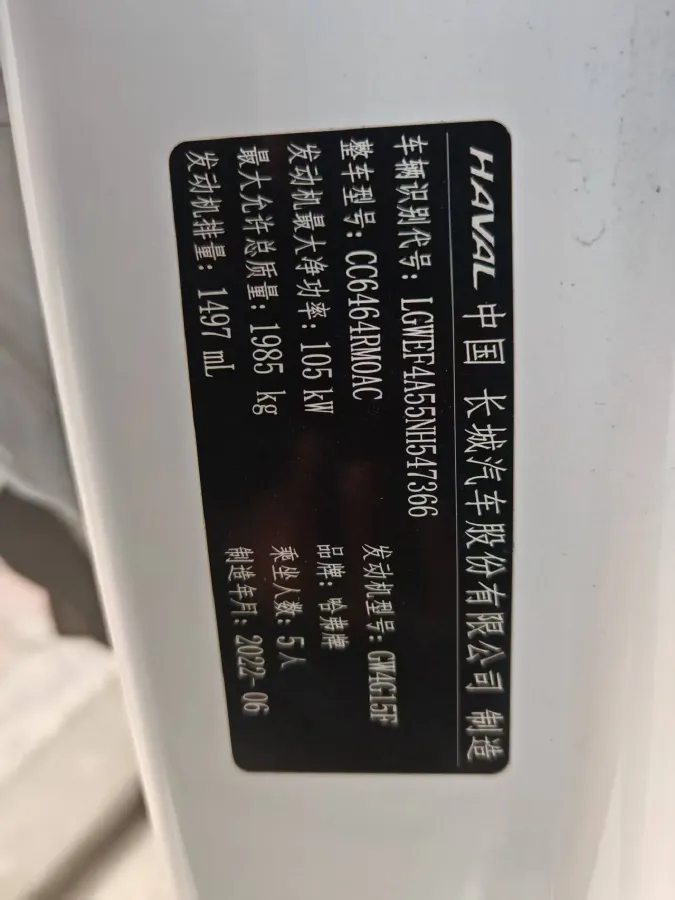 HAVAL 中国 长城汽车股份有限公司 制造
车辆识别代号：LGWEF4A55NH547366
整车型号：CC6464RM0AC 发动机型号：GW4G15F
发动机最大净功率：105 kW 品牌：哈弗牌
最大允许总质量：1985 kg 乘坐人数：5人
发动机排量：1497 mL 制造年月：2022-06